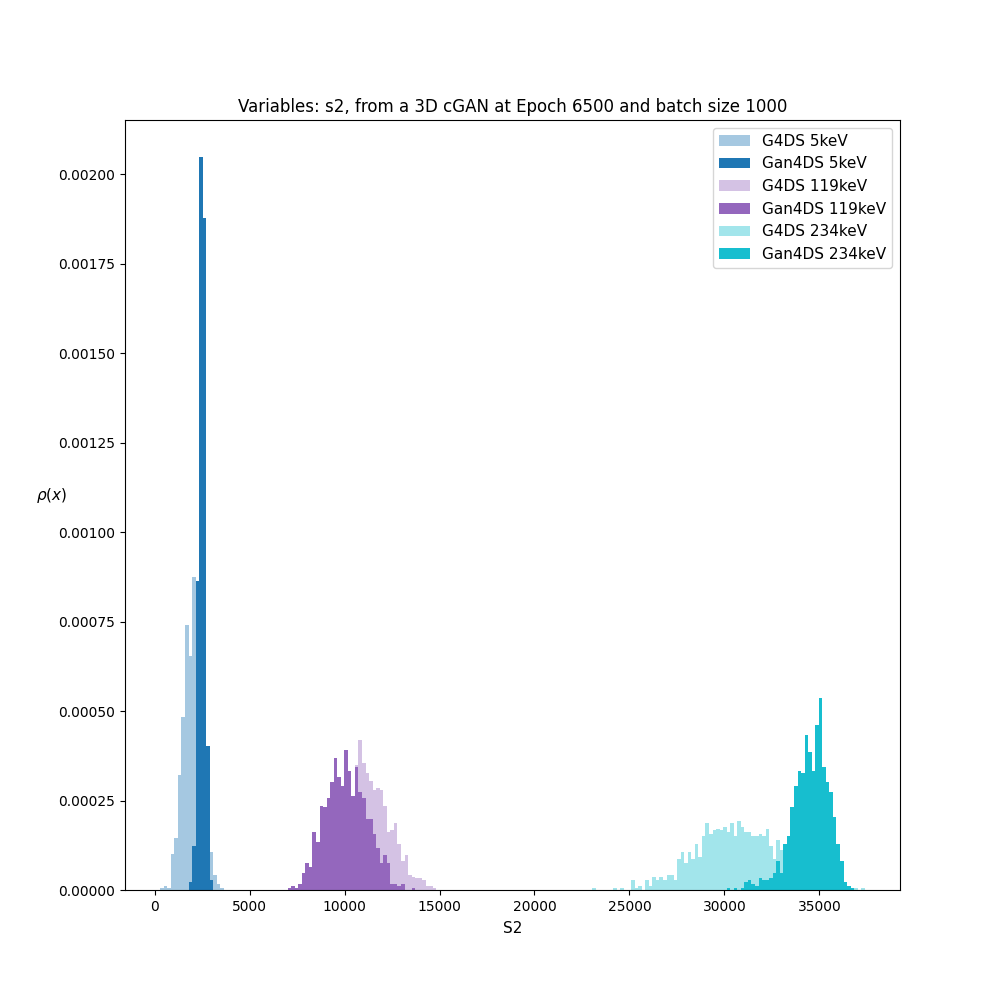 Variables: s2, from a 3D cGAN at Epoch 6500 and batch size 1000
G4DS 5keV
Gan4DS 5keV
G4DS 119keV
Gan4DS 119keV
G4DS 234keV
Gan4DS 234keV
0.00200
0.00175
0.00150
0.00125
0.00100
0.00075
0.00050
0.00025
0.00000
ρ(x)
0 5000 10000 15000 20000 25000 30000 35000
S2